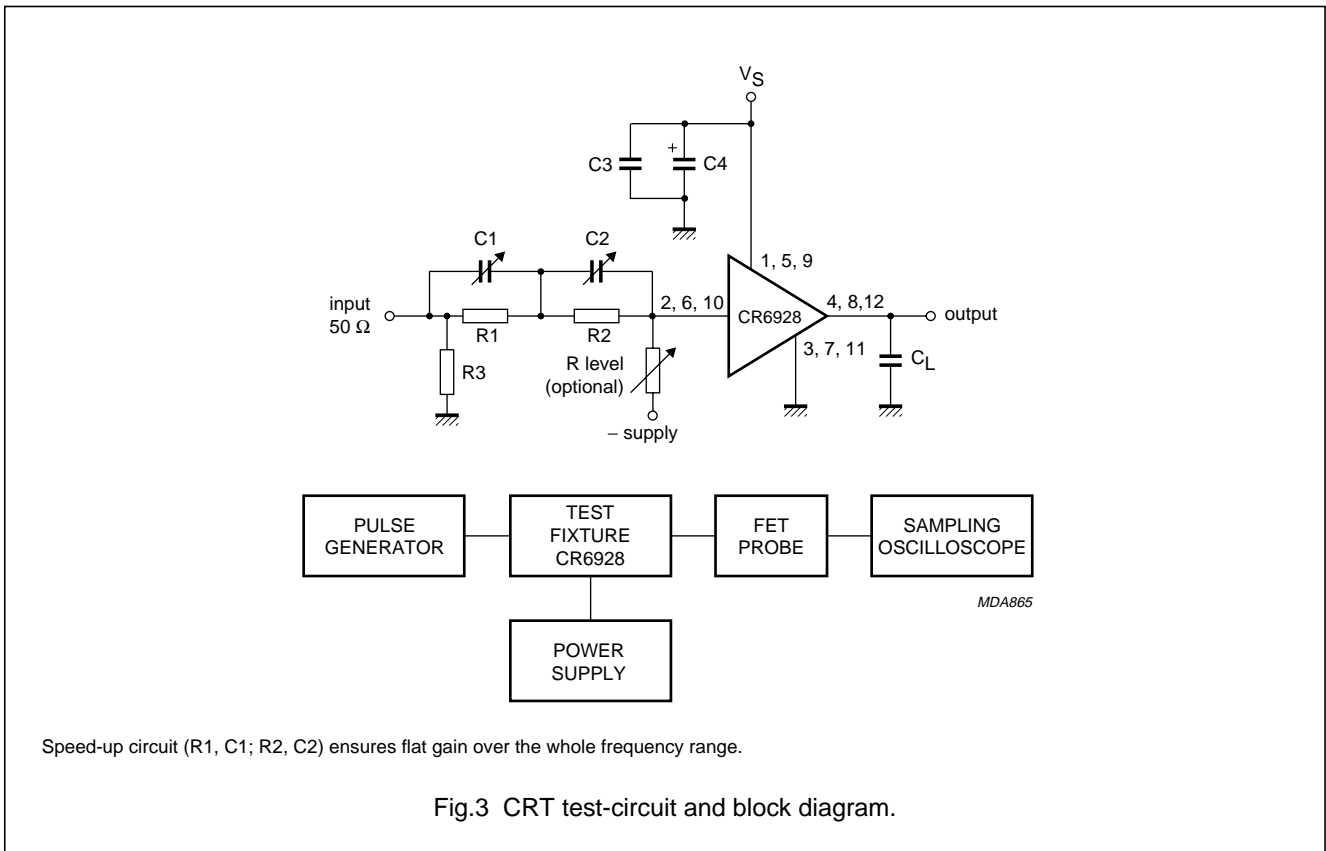 VS
C3
+
C4
C1
C2
1, 5, 9
input
50 Ω
2, 6, 10
CR6928
4, 8,12
output
R1
R2
3, 7, 11
R3
R level
(optional)
CL
– supply
PULSE
GENERATOR
TEST
FIXTURE
CR6928
FET
PROBE
SAMPLING
OSCILLOSCOPE
MDA865
POWER
SUPPLY
Speed-up circuit (R1, C1; R2, C2) ensures flat gain over the whole frequency range.
Fig.3 CRT test-circuit and block diagram.